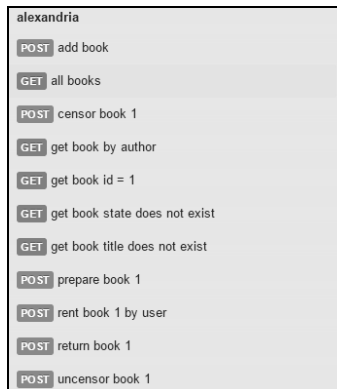 alexandria
POST add book
GET all books
POST censor book 1
GET get book by author
GET get book id = 1
GET get book state does not exist
GET get book title does not exist
POST prepare book 1
POST rent book 1 by user
POST return book 1
POST uncensor book 1